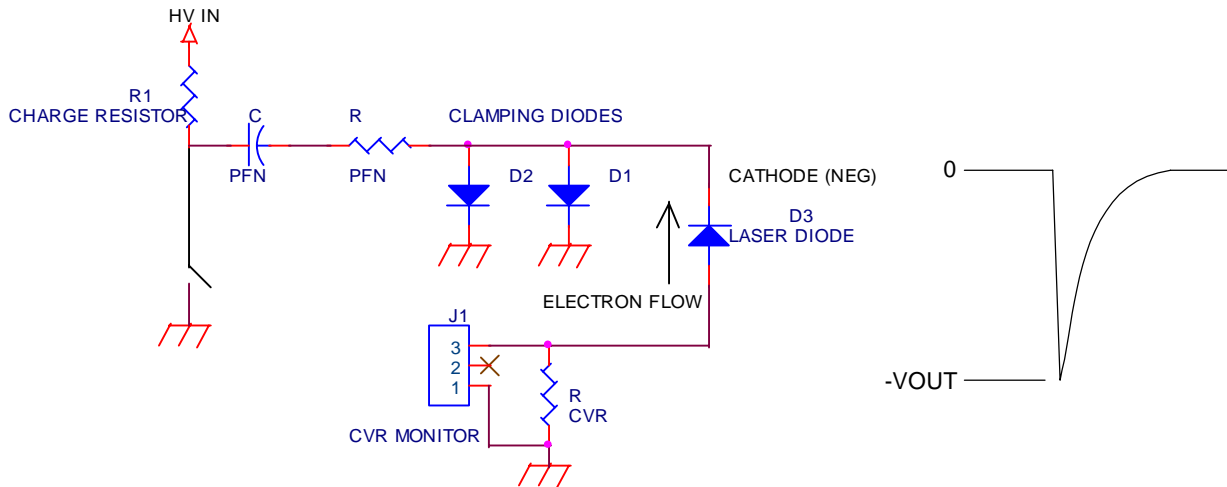 HV IN
R1
CHARGE RESISTOR
C
PFN
R
PFN
CLAMPING DIODES
D2
D1
CATHODE (NEG)
D3
LASER DIODE
ELECTRON FLOW
J1
3
2
1
R
CVR
CVR MONITOR
0
-VOUT